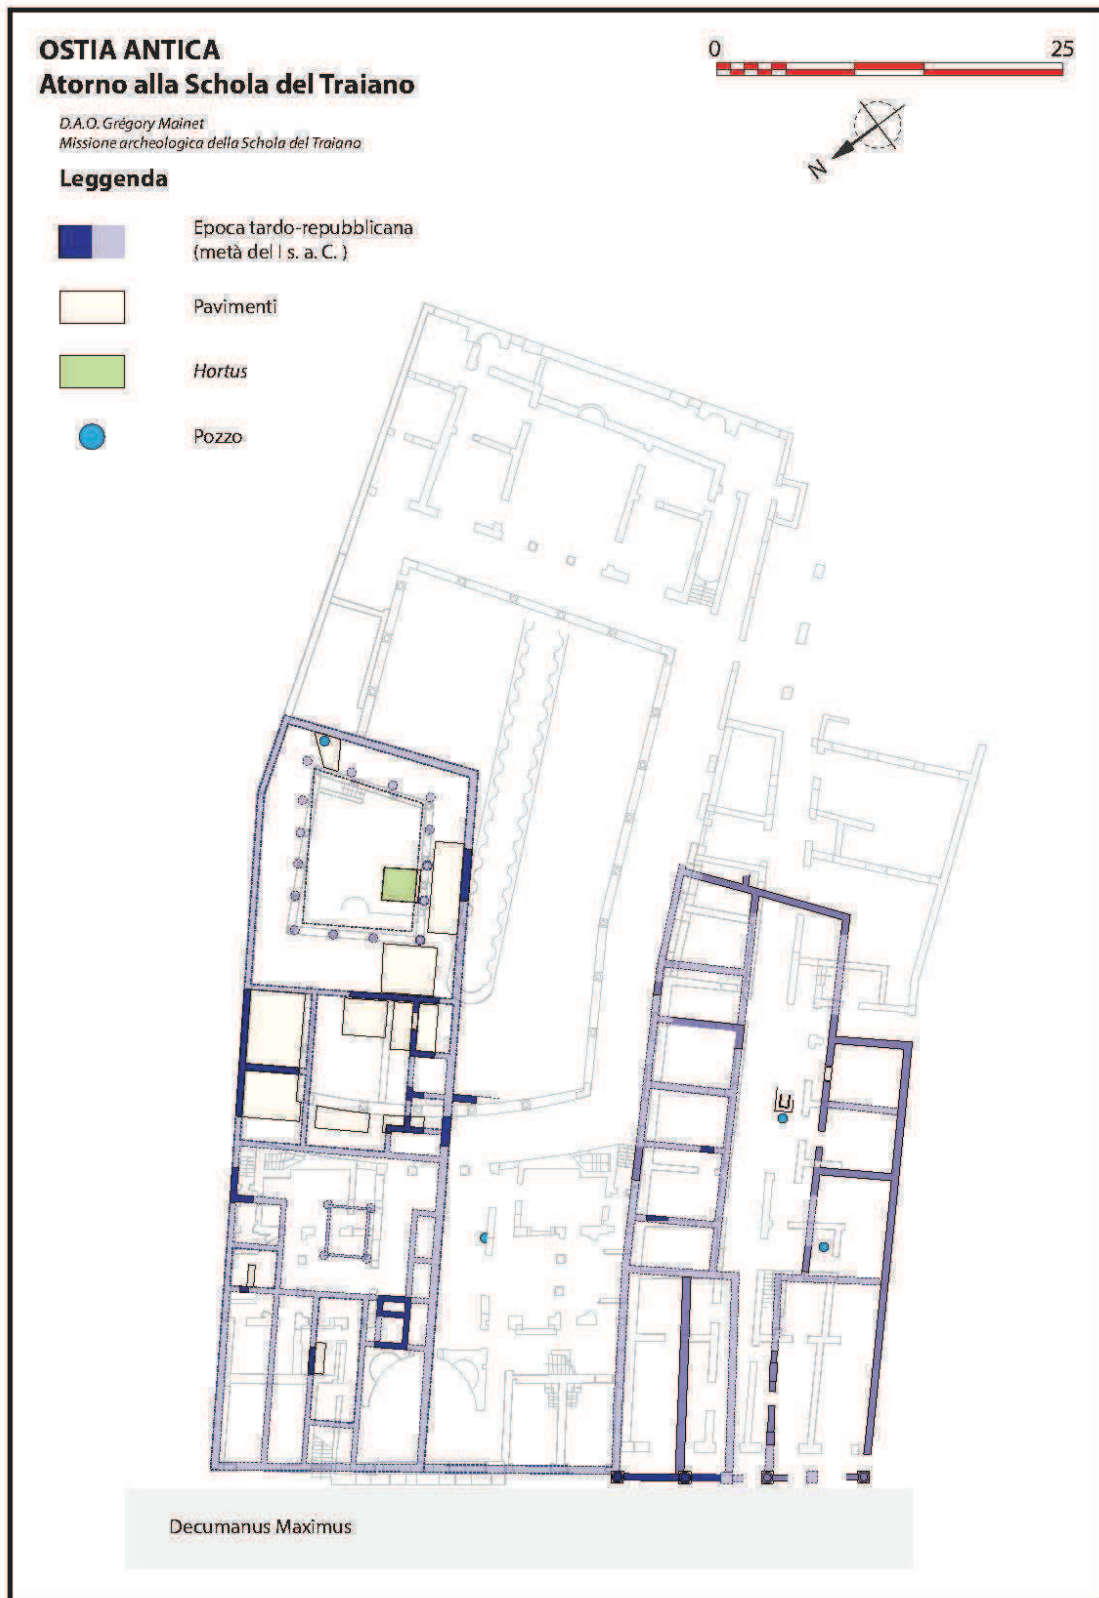 OSTIA ANTICA
Atorno alla Schola del Traiano
D.A.O. Grégory Mainet
Missione archeologica della Schola del Traiano
Leggenda
Epoca tardo-repubblicana
(metà del I s. a. C. )
Pavimenti
Hortus
Pozzo
0 25
N
Decumanus Maximus